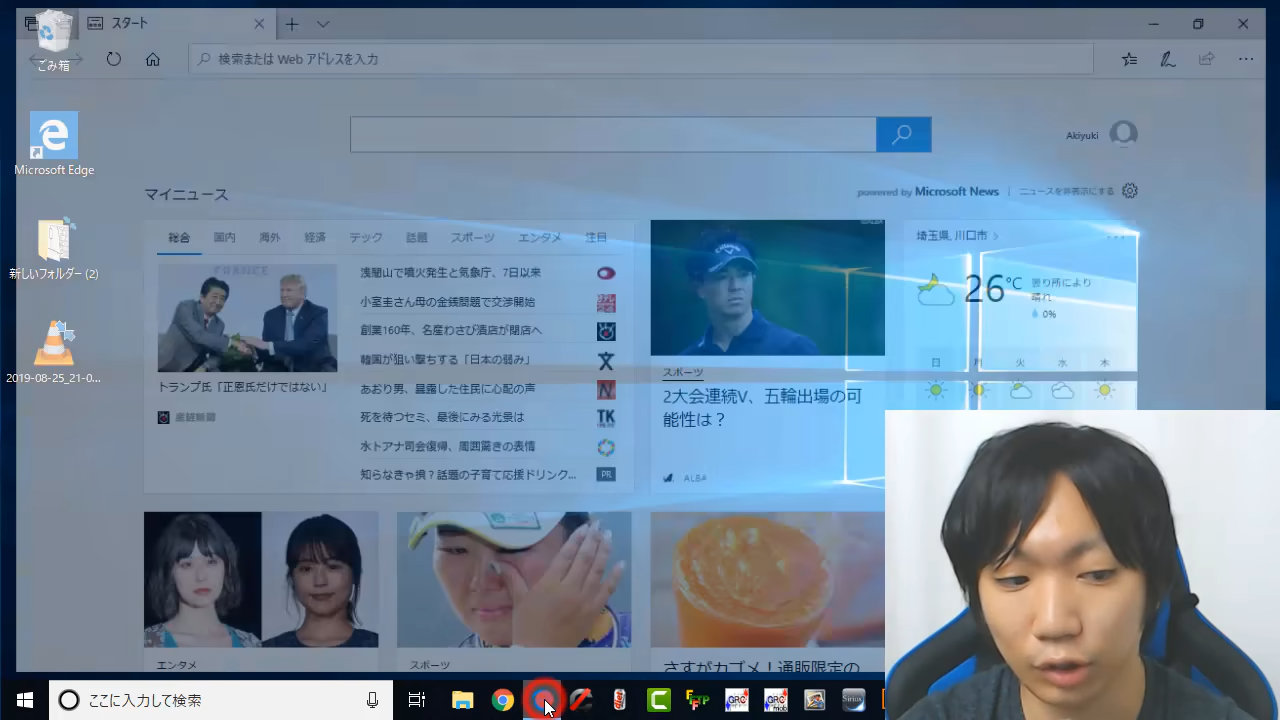 スタート
検索または Web アドレスを入力
ごみ箱
Microsoft Edge
新しいフォルダー (2)
2019-08-25_21-0...
Akiyuki
マイニュース
powered by Microsoft News
ニュースを非表示にする
総合 国内 海外 経済 テック 話題 スポーツ エンタメ 注目
浅間山で噴火発生と気象庁、7日以来
小室圭さん母の金銭問題で交渉開始
創業160年、名産わさび漬店が閉店へ
韓国が狙い撃ちする「日本の弱み」
あおり男、暴露した住民に心配の声
死を待つセミ、最後にみる光景は
水トアナ司会復帰、周囲驚きの表情
知らなきゃ損？話題の子育て応援ドリンク...
PR
FRANCE
トランプ氏「正恩氏だけではない」
産経新聞
スポーツ
2大会連続V、五輪出場の可
能性は？
ALBA
埼玉県, 川口市
26°C
曇り所により
晴れ
0%
日 月 火 水 木
エンタメ
スポーツ
さすがカゴメ！通販限定の
ここに入力して検索